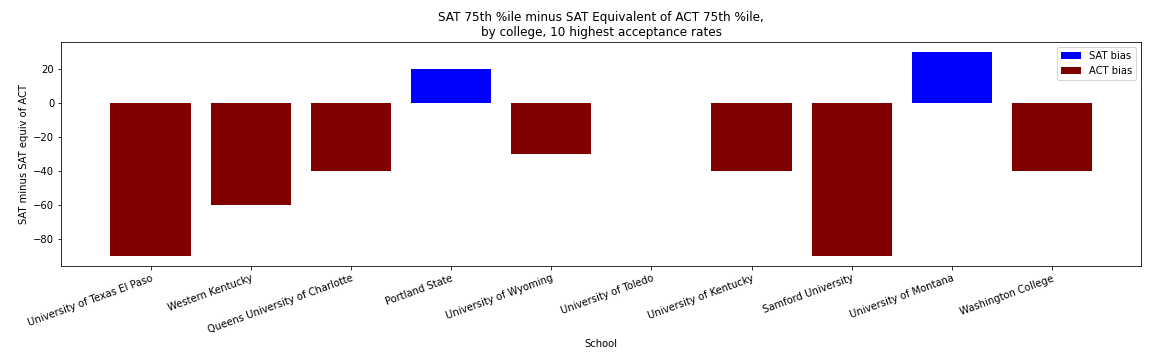 SAT 75th %ile minus SAT Equivalent of ACT 75th %ile,
by college, 10 highest acceptance rates
SAT bias
ACT bias
SAT minus SAT equiv of ACT
20
0
−20
−40
−60
−80
University of Texas El Paso
Western Kentucky
Queens University of Charlotte
Portland State
University of Wyoming
University of Toledo
University of Kentucky
Samford University
University of Montana
Washington College
School